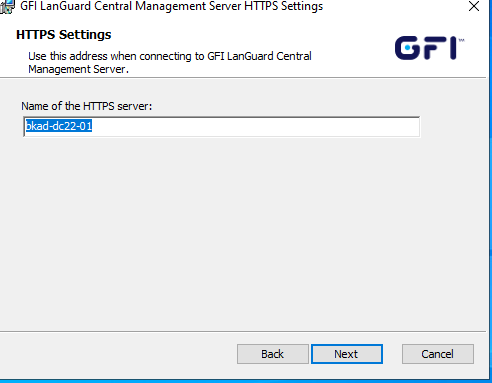 GFI LanGuard Central Management Server HTTPS Settings
HTTPS Settings
Use this address when connecting to GFI LanGuard Central
Management Server.
GFI™
Name of the HTTPS server:
bkad-dc22-01
Back
Next
Cancel